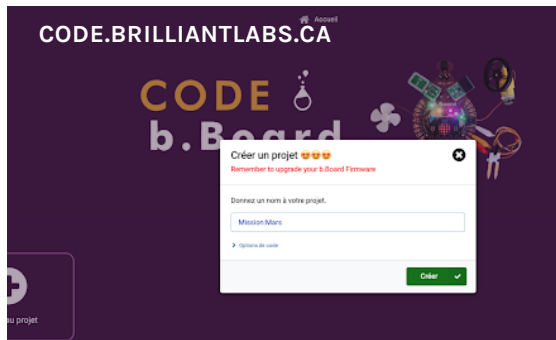 Accueil
CODE.BRILLIANTLABS.CA
CODE
b.Board
Créer un projet 😍😍😍
Remember to upgrade your b.Board Firmware
Donnez un nom à votre projet.
Mission:Mars
Options de code
Créer
au projet